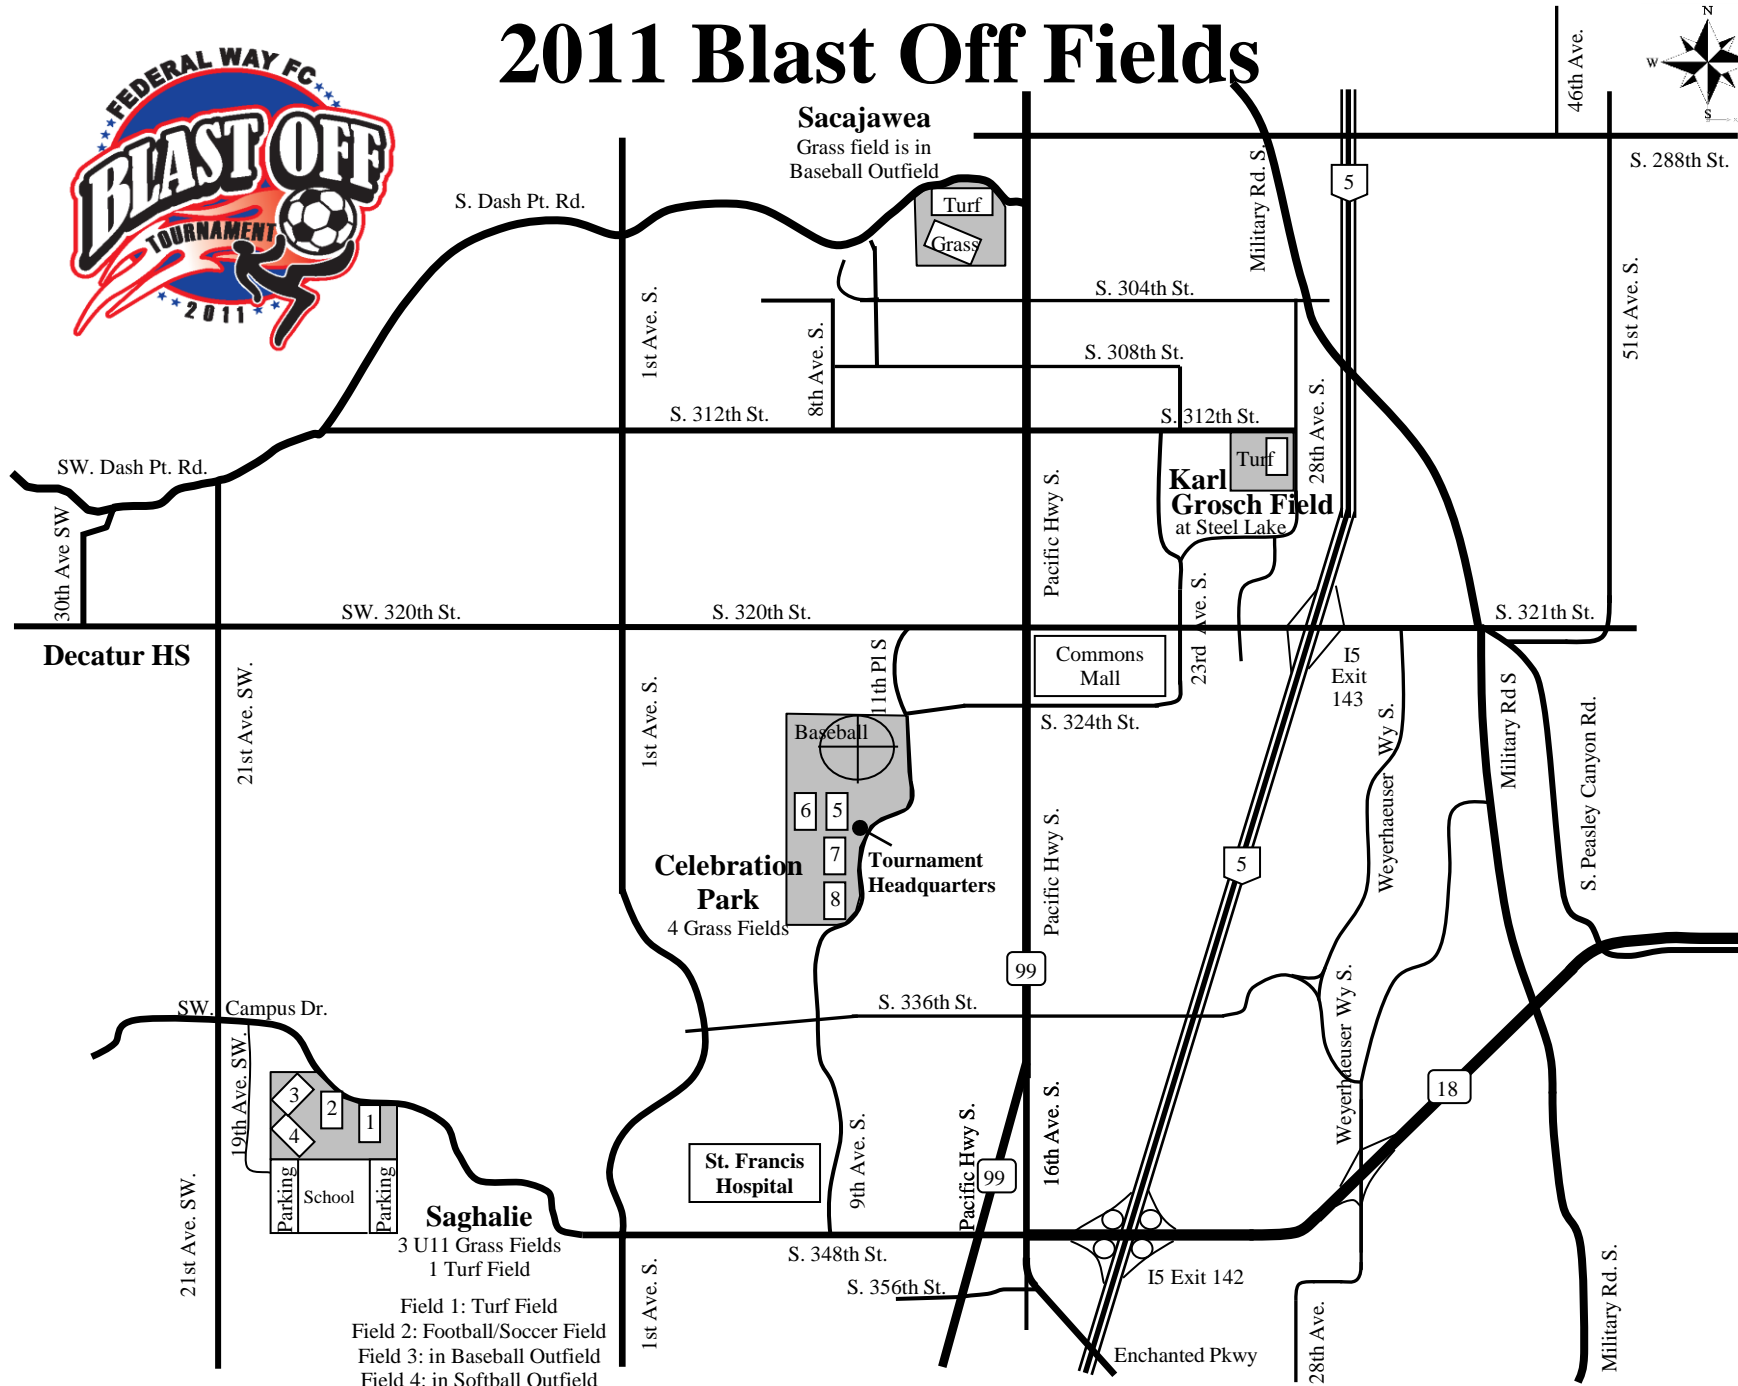 2011 Blast Off Fields
FEDERAL WAY FC
BLAST OFF
TOURNAMENT
2011
N
W
S
Sacajawea
Grass field is in
Baseball Outfield
Turf
Grass
46th Ave.
S. 288th St.
Military Rd. S.
5
S. Dash Pt. Rd.
S. 304th St.
51st Ave. S.
1st Ave. S.
8th Ave. S.
S. 308th St.
S. 312th St.
S. 312th St.
28th Ave. S.
Turf
Karl
Grosch Field
at Steel Lake
SW. Dash Pt. Rd.
30th Ave SW
Pacific Hwy S.
23rd Ave. S.
SW. 320th St.
S. 320th St.
S. 321th St.
Decatur HS
21st Ave. SW.
1st Ave. S.
11th Pl S
Commons
Mall
I5
Exit
143
S. 324th St.
Weyerhaeuser Wy S.
Military Rd S
S. Peasley Canyon Rd.
Baseball
6
5
7
8
Tournament
Headquarters
Celebration
Park
4 Grass Fields
Pacific Hwy S.
5
99
S. 336th St.
Weyerhaeuser Wy S.
18
SW. Campus Dr.
19th Ave. SW.
3
2
1
4
Parking
School
Parking
21st Ave. SW.
Saghalie
3 U11 Grass Fields
1 Turf Field
Field 1: Turf Field
Field 2: Football/Soccer Field
Field 3: in Baseball Outfield
Field 4: in Softball Outfield
St. Francis
Hospital
9th Ave. S.
Pacific Hwy S.
99
16th Ave. S.
S. 348th St.
S. 356th St.
1st Ave. S.
I5 Exit 142
Enchanted Pkwy
28th Ave.
Military Rd. S.